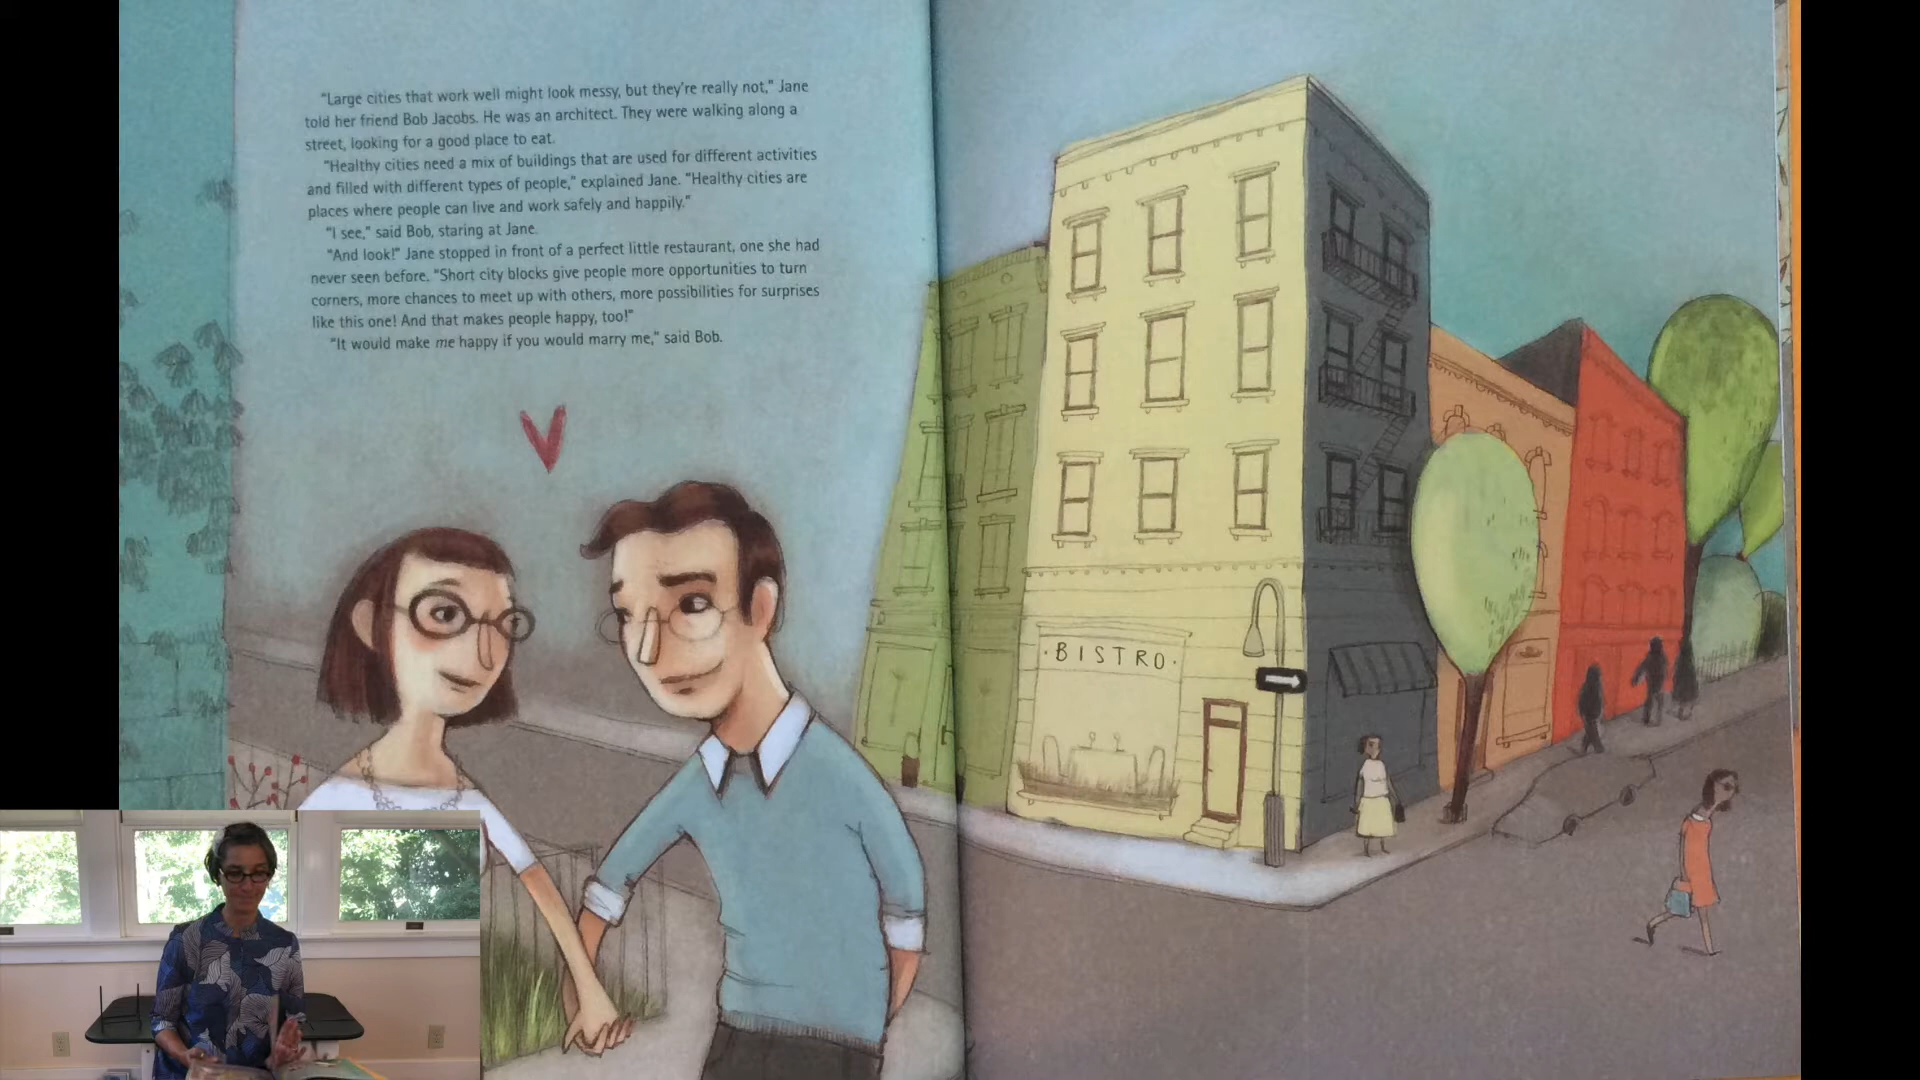 "Large cities that work well might look messy, but they're really not," Jane
told her friend Bob Jacobs. He was an architect. They were walking along a
street, looking for a good place to eat.
"Healthy cities need a mix of buildings that are used for different activities
and filled with different types of people," explained Jane. "Healthy cities are
places where people can live and work safely and happily."
"I see," said Bob, staring at Jane.
"And look!" Jane stopped in front of a perfect little restaurant, one she had
never seen before. "Short city blocks give people more opportunities to turn
corners, more chances to meet up with others, more possibilities for surprises
like this one! And that makes people happy, too!"
"It would make me happy if you would marry me," said Bob.
·BISTRO·